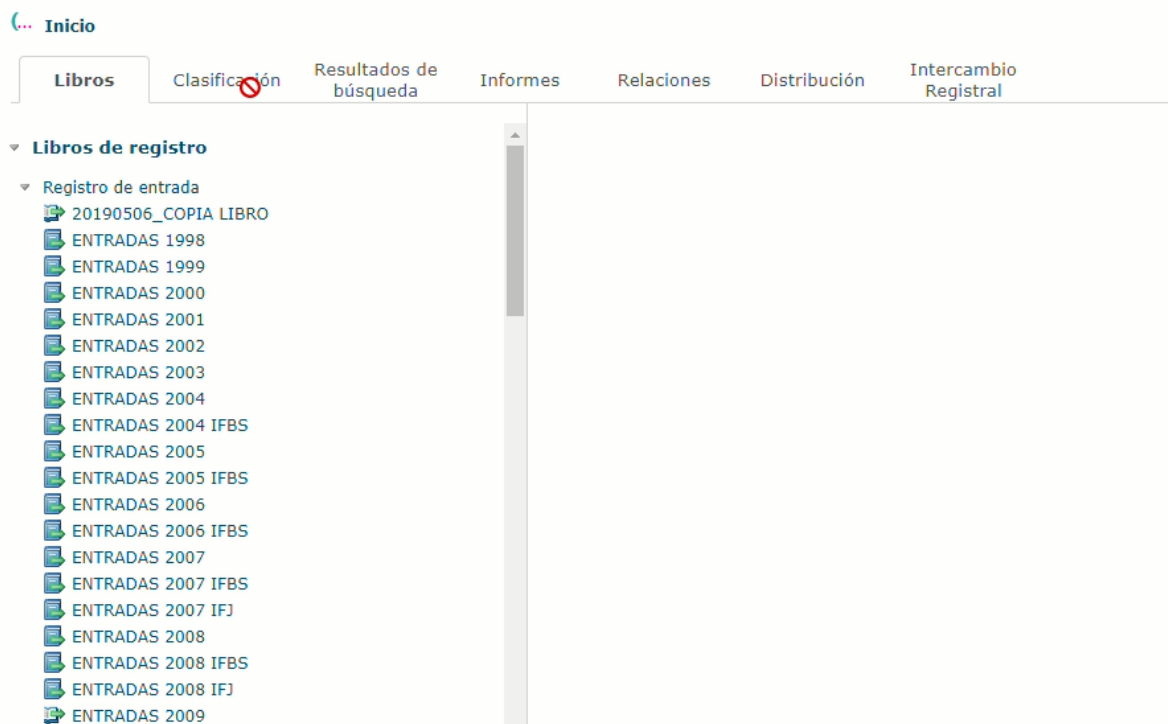 Inicio
Libros
Clasificación
Resultados de
búsqueda
Informes
Relaciones
Distribución
Intercambio
Registral
Libros de registro
Registro de entrada
20190506_COPIA LIBRO
ENTRADAS 1998
ENTRADAS 1999
ENTRADAS 2000
ENTRADAS 2001
ENTRADAS 2002
ENTRADAS 2003
ENTRADAS 2004
ENTRADAS 2004 IFBS
ENTRADAS 2005
ENTRADAS 2005 IFBS
ENTRADAS 2006
ENTRADAS 2006 IFBS
ENTRADAS 2007
ENTRADAS 2007 IFBS
ENTRADAS 2007 IFJ
ENTRADAS 2008
ENTRADAS 2008 IFBS
ENTRADAS 2008 IFJ
ENTRADAS 2009